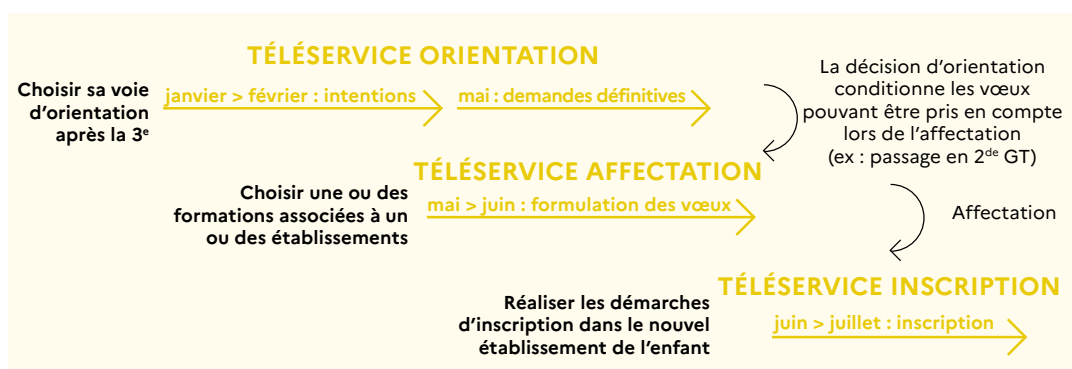 TÉLÉSERVICE ORIENTATION
Choisir sa voie
d’orientation
après la 3ᵉ
janvier > février : intentions
mai : demandes définitives
La décision d’orientation
conditionne les vœux
pouvant être pris en compte
lors de l’affectation
(ex : passage en 2ᵈᵉ GT)
TÉLÉSERVICE AFFECTATION
Choisir une ou des
formations associées à un
ou des établissements
mai > juin : formulation des vœux
Affectation
TÉLÉSERVICE INSCRIPTION
Réaliser les démarches
d’inscription dans le nouvel
établissement de l’enfant
juin > juillet : inscription